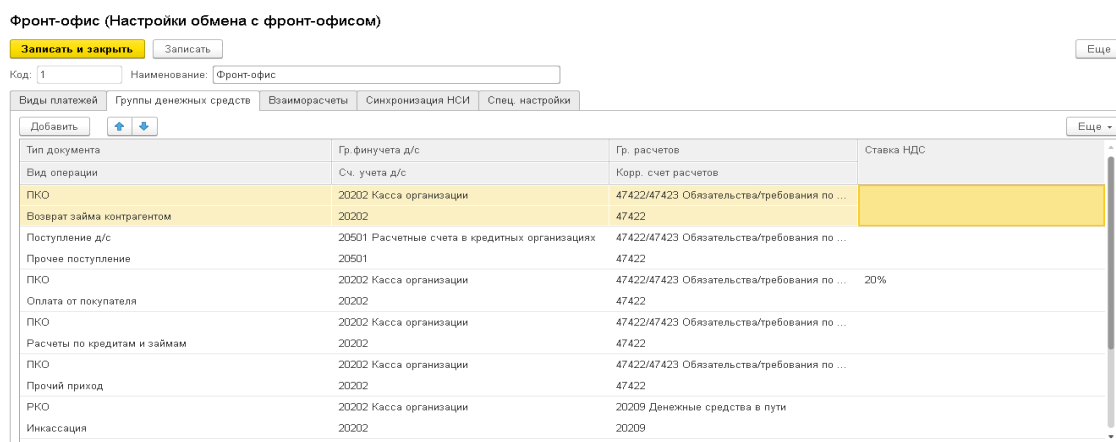 Фронт-офис (Настройки обмена с фронт-офисом)
Записать и закрыть Записать Еще
Код: 1 Наименование: Фронт-офис
Виды платежей Группы денежных средств Взаиморасчеты Синхронизация НСИ Спец. настройки
Добавить Еще
Тип документа Гр.финучета д/с Гр. расчетов Ставка НДС
Вид операции Сч. учета д/с Корр. счет расчетов
ПКО 20202 Касса организации 47422/47423 Обязательства/требования по ...
Возврат займа контрагентом 20202 47422
Поступление д/с 20501 Расчетные счета в кредитных организациях 47422/47423 Обязательства/требования по ...
Прочее поступление 20501 47422
ПКО 20202 Касса организации 47422/47423 Обязательства/требования по ... 20%
Оплата от покупателя 20202 47422
ПКО 20202 Касса организации 47422/47423 Обязательства/требования по ...
Расчеты по кредитам и займам 20202 47422
ПКО 20202 Касса организации 47422/47423 Обязательства/требования по ...
Прочий приход 20202 47422
РКО 20202 Касса организации 20209 Денежные средства в пути
Инкассация 20202 20209